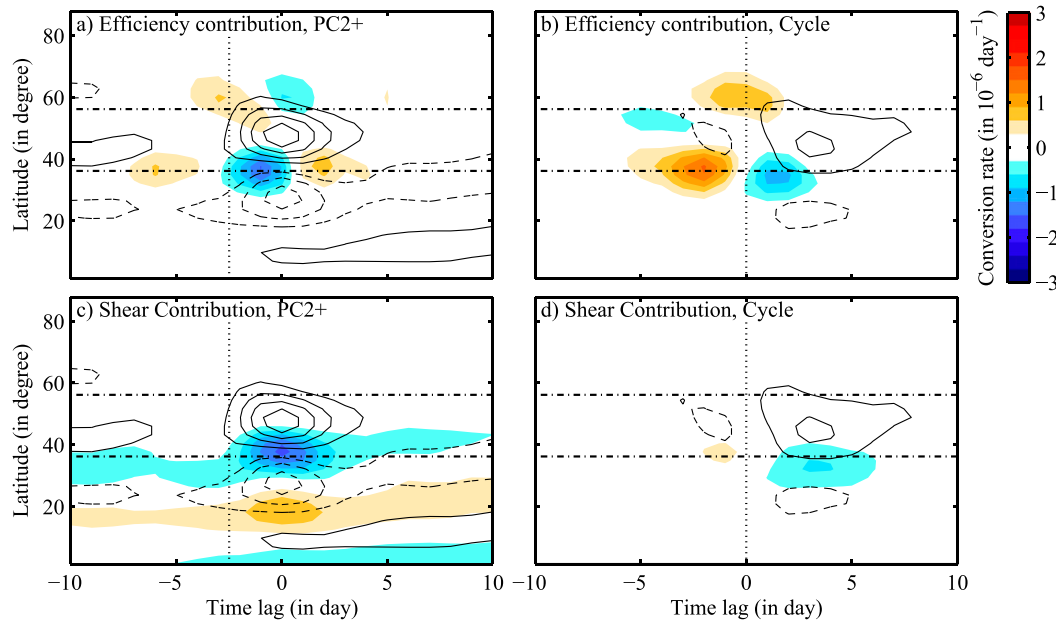 a) Efficiency contribution, PC2+
b) Efficiency contribution, Cycle
80
60
40
20
Latitude (in degree)
3
2
1
0
−1
−2
−3
Conversion rate (in 10⁻⁶ day⁻¹)
c) Shear Contribution, PC2+
d) Shear Contribution, Cycle
80
60
40
20
Latitude (in degree)
−10 −5 0 5 10
−10 −5 0 5 10
Time lag (in day)
Time lag (in day)